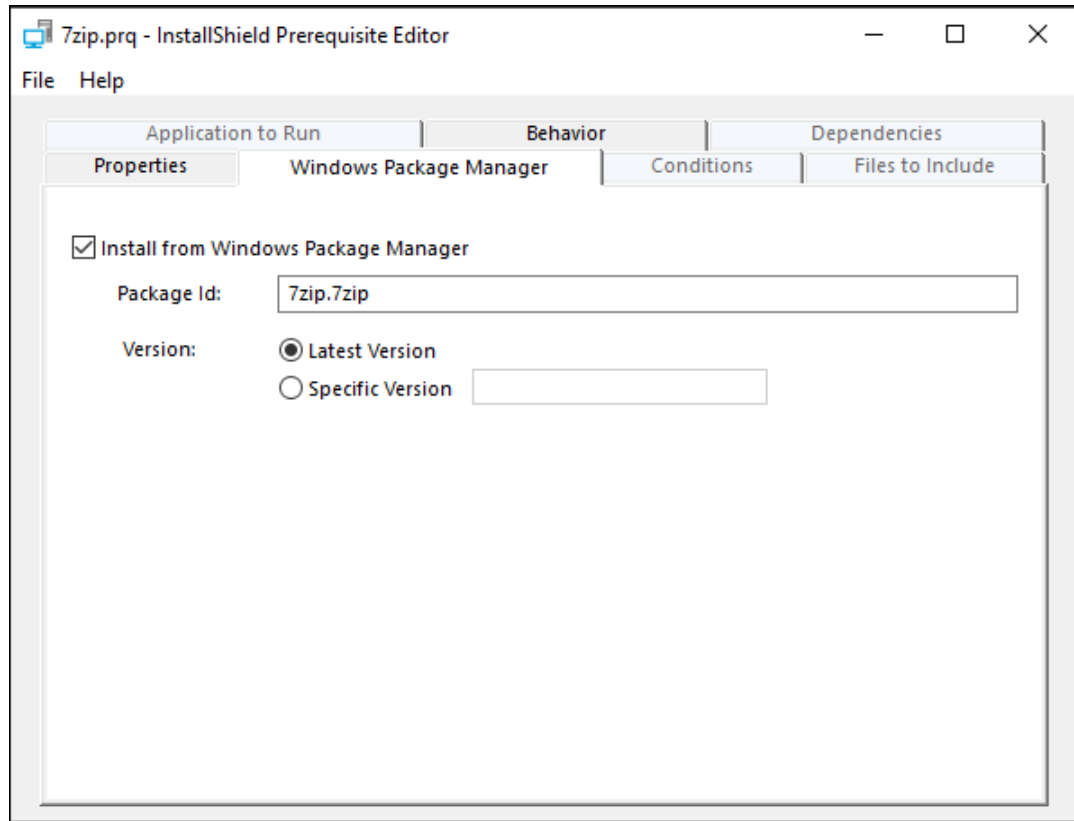 7zip.prq - InstallShield Prerequisite Editor
File Help
Application to Run Behavior Dependencies
Properties Windows Package Manager Conditions Files to Include
Install from Windows Package Manager
Package Id: 7zip.7zip
Version: Latest Version
Specific Version